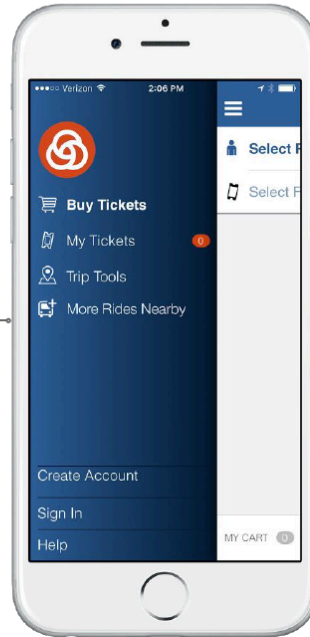 Verizon
2:06 PM
Buy Tickets
My Tickets
0
Trip Tools
More Rides Nearby
Create Account
Sign In
Help
Select F
Select F
MY CART 0